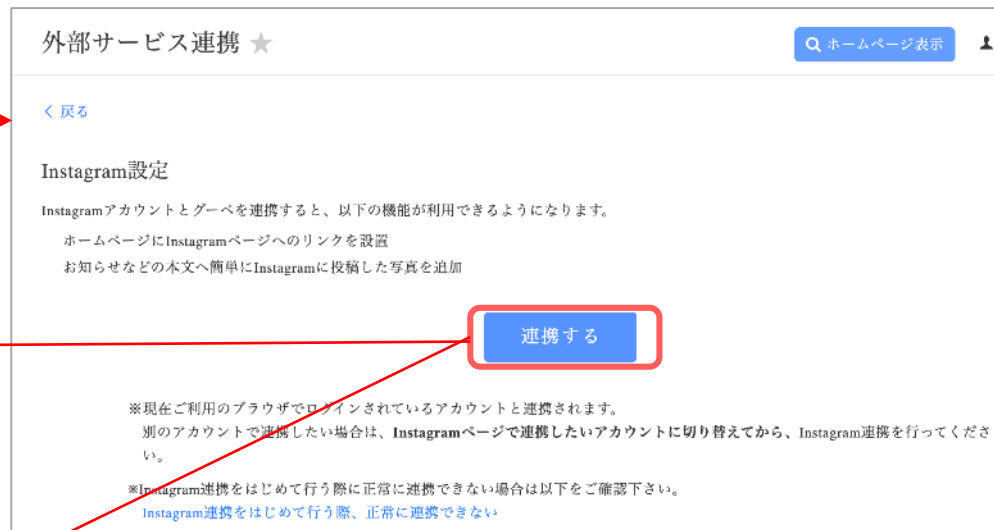 外部サービス連携 ★
ホームページ表示
く 戻る
Instagram設定
Instagramアカウントとグーペを連携すると、以下の機能が利用できるようになります。
ホームページにInstagramページへのリンクを設置
お知らせなどの本文へ簡単にInstagramに投稿した写真を追加
連携する
※現在ご利用のブラウザでログインされているアカウントと連携されます。
別のアカウントで連携したい場合は、Instagramページで連携したいアカウントに切り替えてから、Instagram連携を行ってくださ
い。
※Instagram連携をはじめて行う際に正常に連携できない場合は以下をご確認下さい。
Instagram連携をはじめて行う際、正常に連携できない